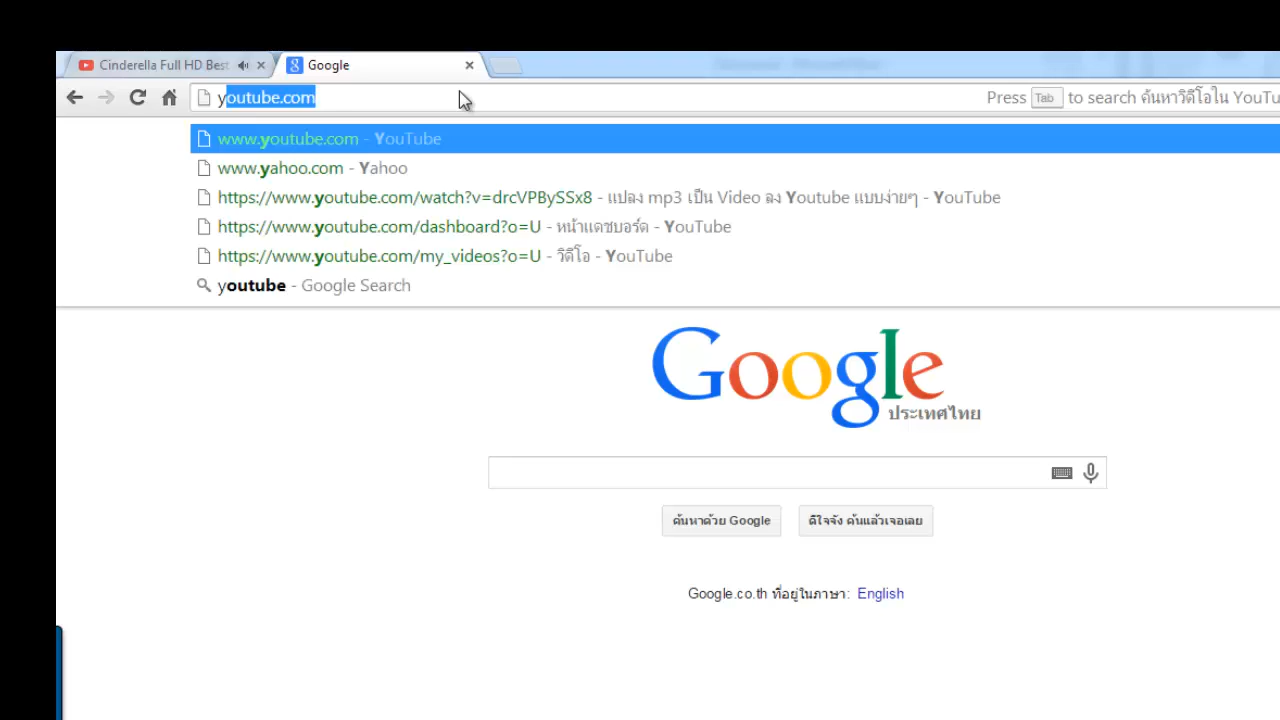 Cinderella Full HD Best
Google
youtube.com
Press Tab to search ค้นหาวิดีโอใน YouTu
www.youtube.com - YouTube
www.yahoo.com - Yahoo
https://www.youtube.com/watch?v=drcVPBySSx8 - แปลง mp3 เป็น Video ลง Youtube แบบง่ายๆ - YouTube
https://www.youtube.com/dashboard?o=U - หน้าแดชบอร์ด - YouTube
https://www.youtube.com/my_videos?o=U - วิดีโอ - YouTube
youtube - Google Search
Google
ประเทศไทย
ค้นหาด้วย Google
ดีใจจัง ค้นแล้วเจอเลย
Google.co.th ที่อยู่ในภาษา: English